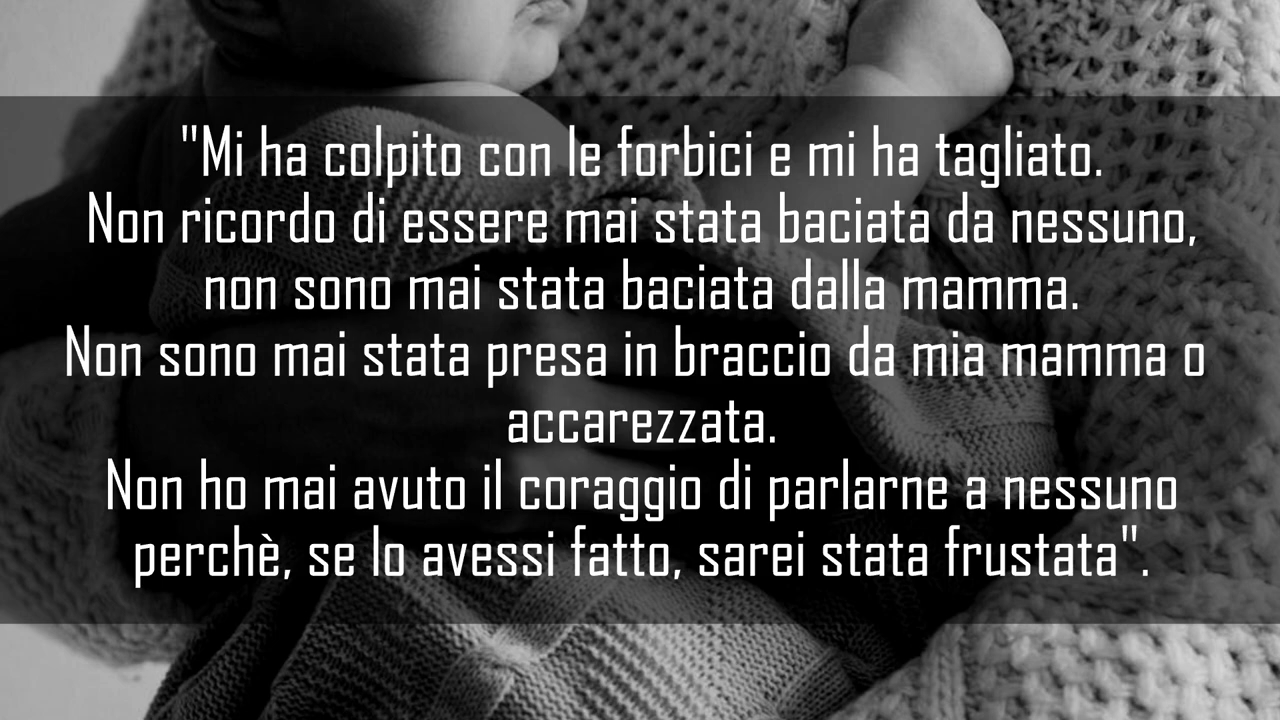 "Mi ha colpito con le forbici e mi ha tagliato.
Non ricordo di essere mai stata baciata da nessuno,
non sono mai stata baciata dalla mamma.
Non sono mai stata presa in braccio da mia mamma o
accarezzata.
Non ho mai avuto il coraggio di parlarne a nessuno
perchè, se lo avessi fatto, sarei stata frustata".